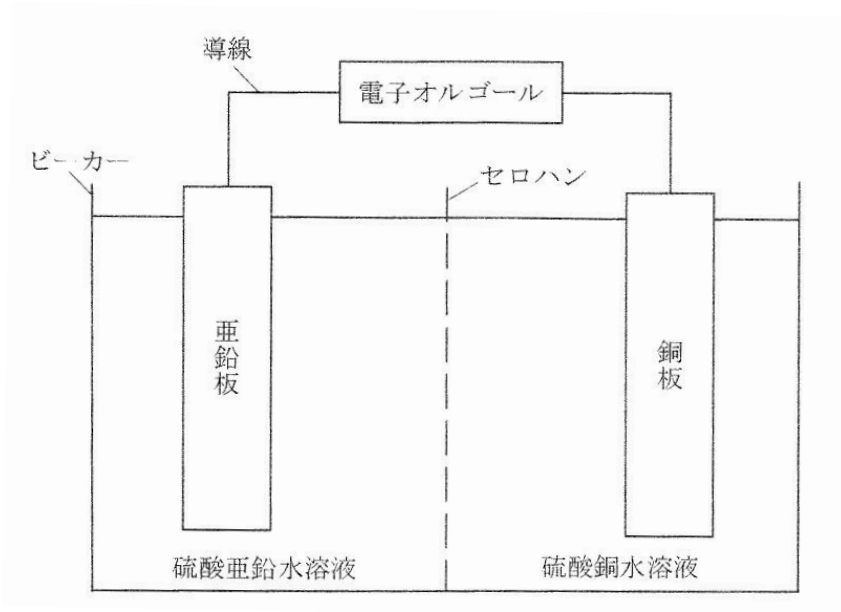 導線
電子オルゴール
ビーカー
セロハン
亜鉛板
銅板
硫酸亜鉛水溶液
硫酸銅水溶液